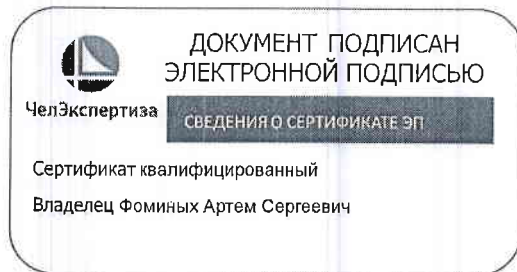 ДОКУМЕНТ ПОДПИСАН
ЭЛЕКТРОННОЙ ПОДПИСЬЮ
ЧелЭкспертиза
СВЕДЕНИЯ О СЕРТИФИКАТЕ ЭП
Сертификат квалифицированный
Владелец Фоминых Артем Сергеевич